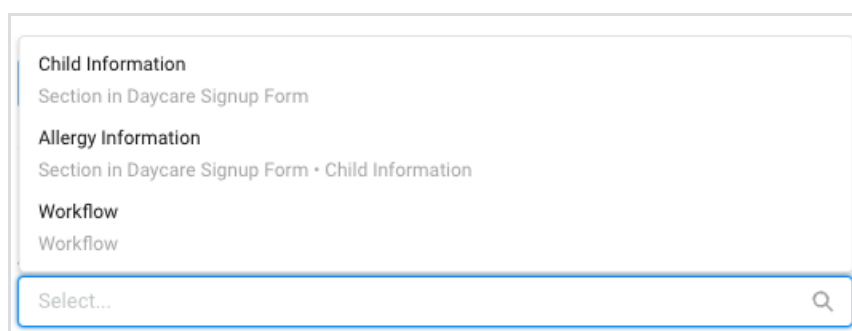 Child Information
Section in Daycare Signup Form
Allergy Information
Section in Daycare Signup Form • Child Information
Workflow
Workflow
Select...